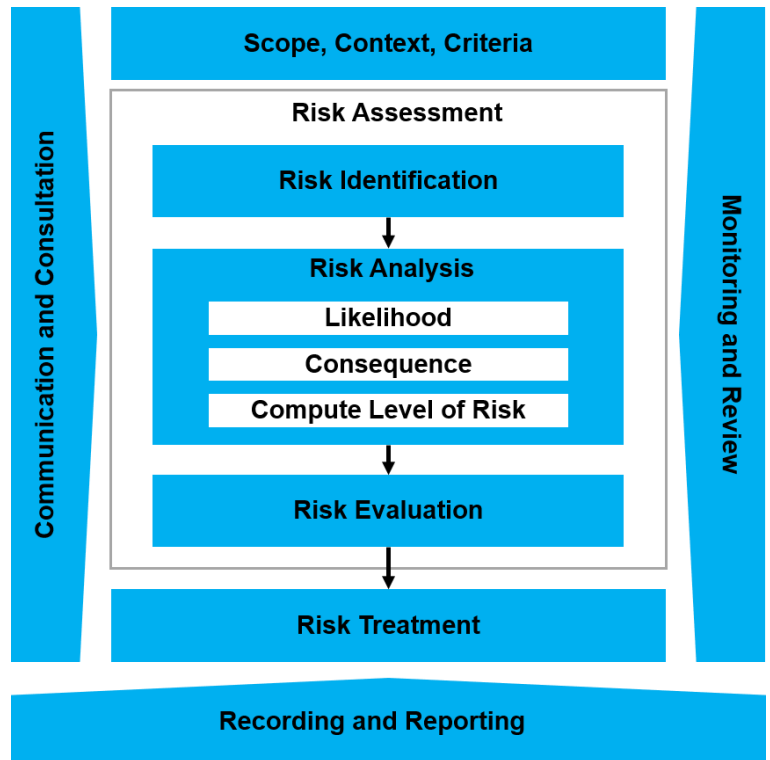 Scope, Context, Criteria
Communication and Consultation
Risk Assessment
Risk Identification
Risk Analysis
Likelihood
Consequence
Compute Level of Risk
Risk Evaluation
Risk Treatment
Monitoring and Review
Recording and Reporting